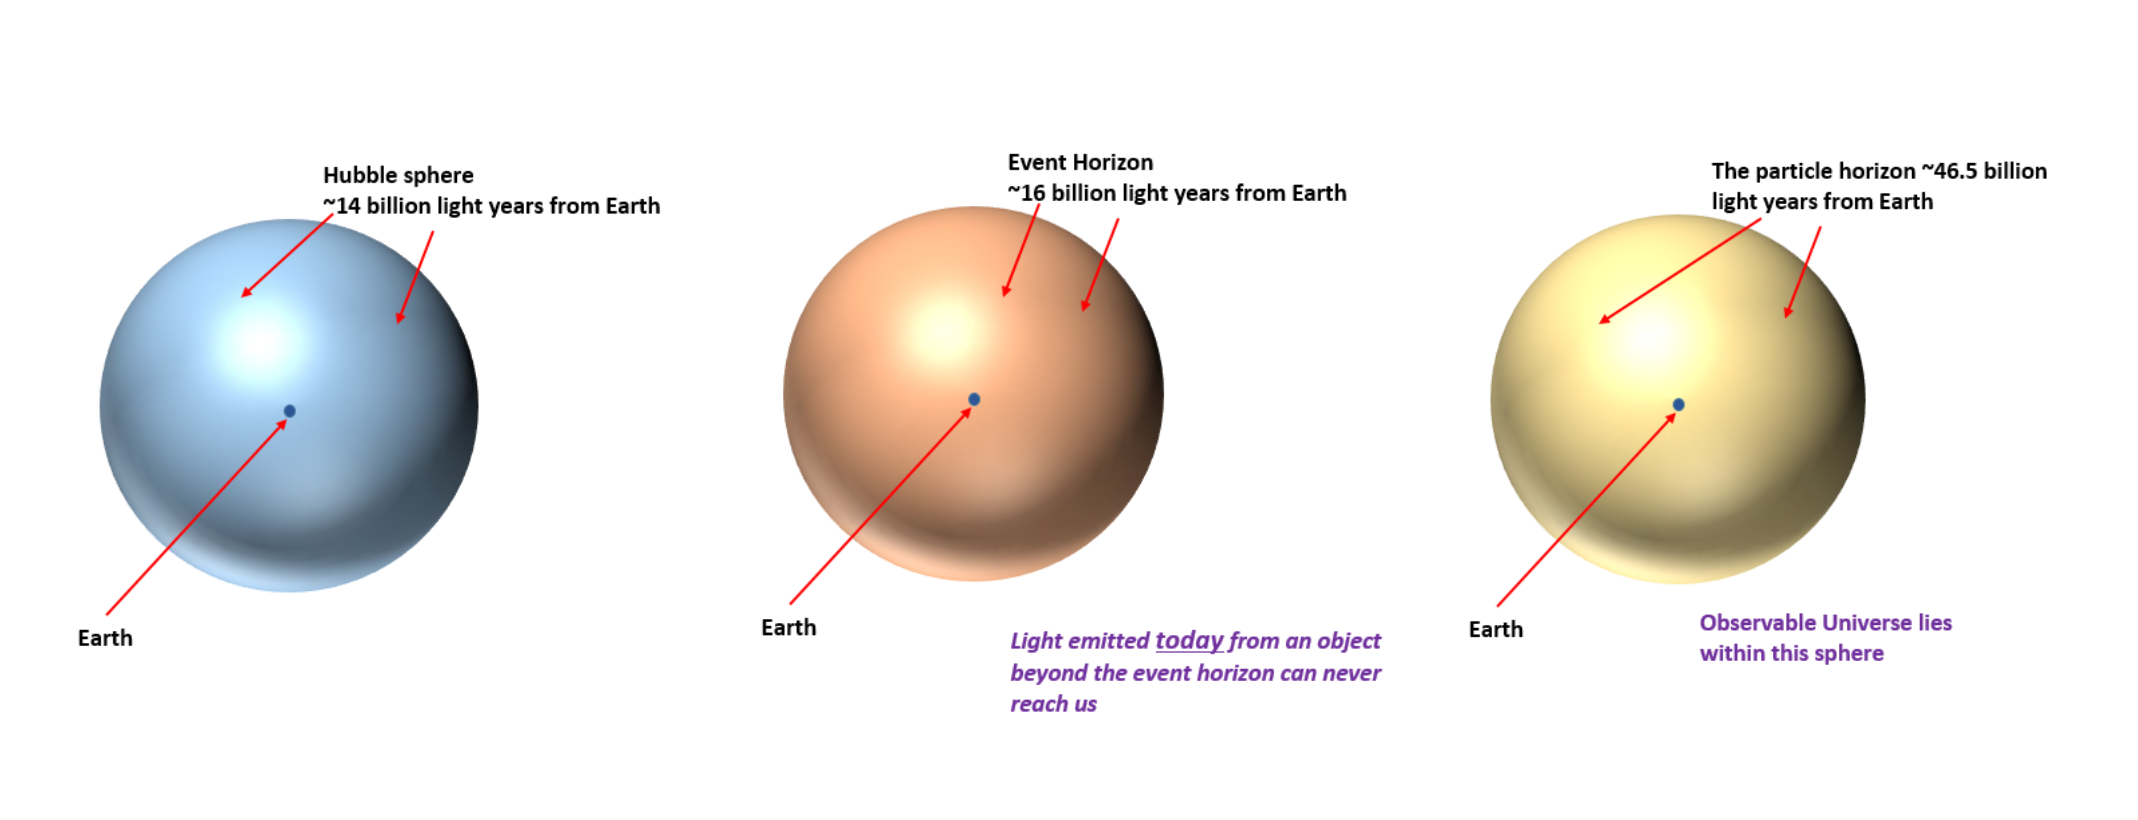 Hubble sphere
~14 billion light years from Earth
Earth
Event Horizon
~16 billion light years from Earth
Earth
Light emitted today from an object
beyond the event horizon can never
reach us
The particle horizon ~46.5 billion
light years from Earth
Earth
Observable Universe lies
within this sphere